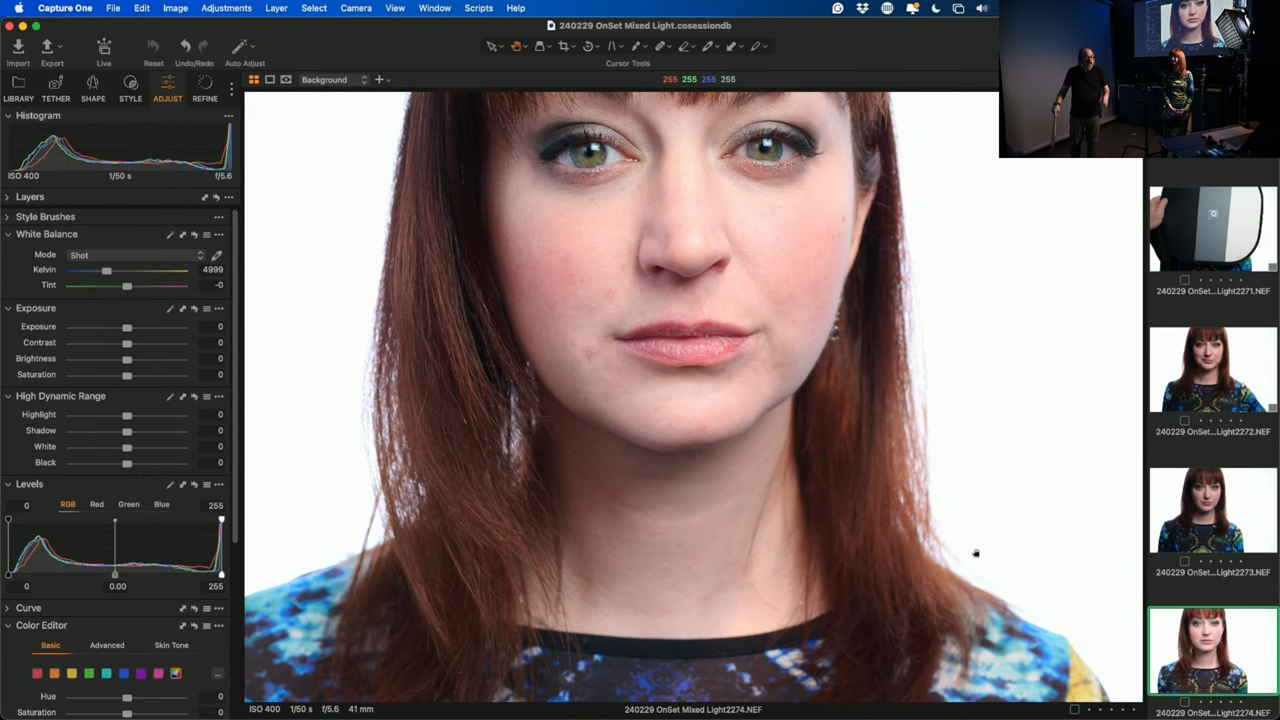 Capture One File Edit Image Adjustments Layer Select Camera View Window Scripts Help
240229 OnSet Mixed Light.cosessiondb
Import Export Live Reset Undo/Redo Auto Adjust Cursor Tools
LIBRARY TETHER SHAPE STYLE ADJUST REFINE
Background
255 255 255 255
Histogram
ISO 400 1/50 s f/5.6
Layers
Style Brushes
White Balance
Mode Shot
Kelvin 4999
Tint -0
Exposure
Exposure 0
Contrast 0
Brightness 0
Saturation 0
High Dynamic Range
Highlight 0
Shadow 0
White 0
Black 0
Levels
0 RGB Red Green Blue 255
0 0.00 255
Curve
Color Editor
Basic Advanced Skin Tone
Hue 0
Saturation 0
ISO 400 1/50 s f/5.6 41 mm
240229 OnSet Mixed Light2274.NEF
240229 OnSet...Light2271.NEF
240229 OnSet...Light2272.NEF
240229 OnSet...Light2273.NEF
240229 OnSet...Light2274.NEF